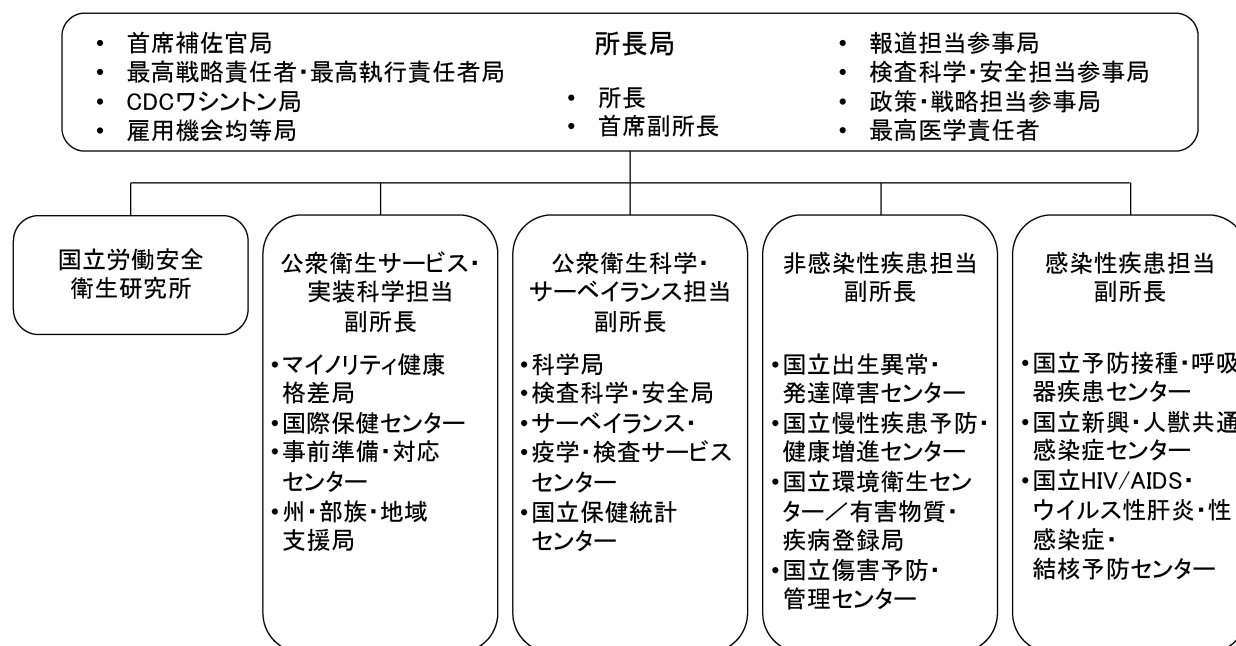 ・ 首席補佐官局
・ 最高戦略責任者・最高執行責任者局
・ CDCワシントン局
・ 雇用機会均等局
所長局
・ 所長
・ 首席副所長
・ 報道担当参事局
・ 検査科学・安全担当参事局
・ 政策・戦略担当参事局
・ 最高医学責任者
国立労働安全
衛生研究所
公衆衛生サービス・
実装科学担当
副所長
・マイノリティ健康
格差局
・国際保健センター
・事前準備・対応
センター
・州・部族・地域
支援局
公衆衛生科学・
サーベイランス担当
副所長
・科学局
・検査科学・安全局
・サーベイランス・
・疫学・検査サービス
センター
・国立保健統計
センター
非感染性疾患担当
副所長
・国立出生異常・
発達障害センター
・国立慢性疾患予防・
健康増進センター
・国立環境衛生セン
ター／有害物質・
疾病登録局
・国立傷害予防・
管理センター
感染性疾患担当
副所長
・国立予防接種・呼吸
器疾患センター
・国立新興・人獣共通
感染症センター
・国立HIV/AIDS・
ウイルス性肝炎・性
感染症・
結核予防センター